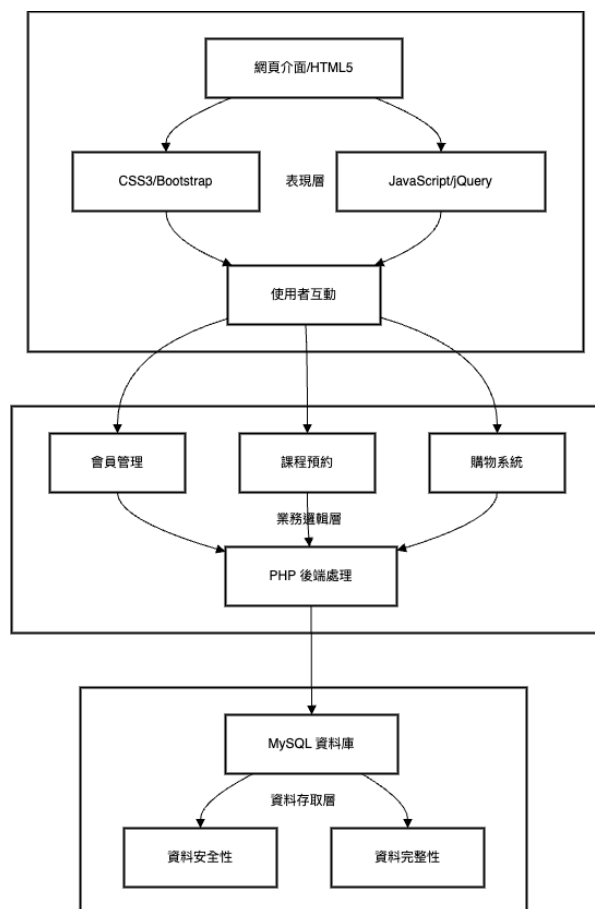 網頁介面/HTML5
CSS3/Bootstrap
表現層
JavaScript/jQuery
使用者互動
會員管理
課程預約
購物系統
業務邏輯層
PHP 後端處理
MySQL 資料庫
資料存取層
資料安全性
資料完整性